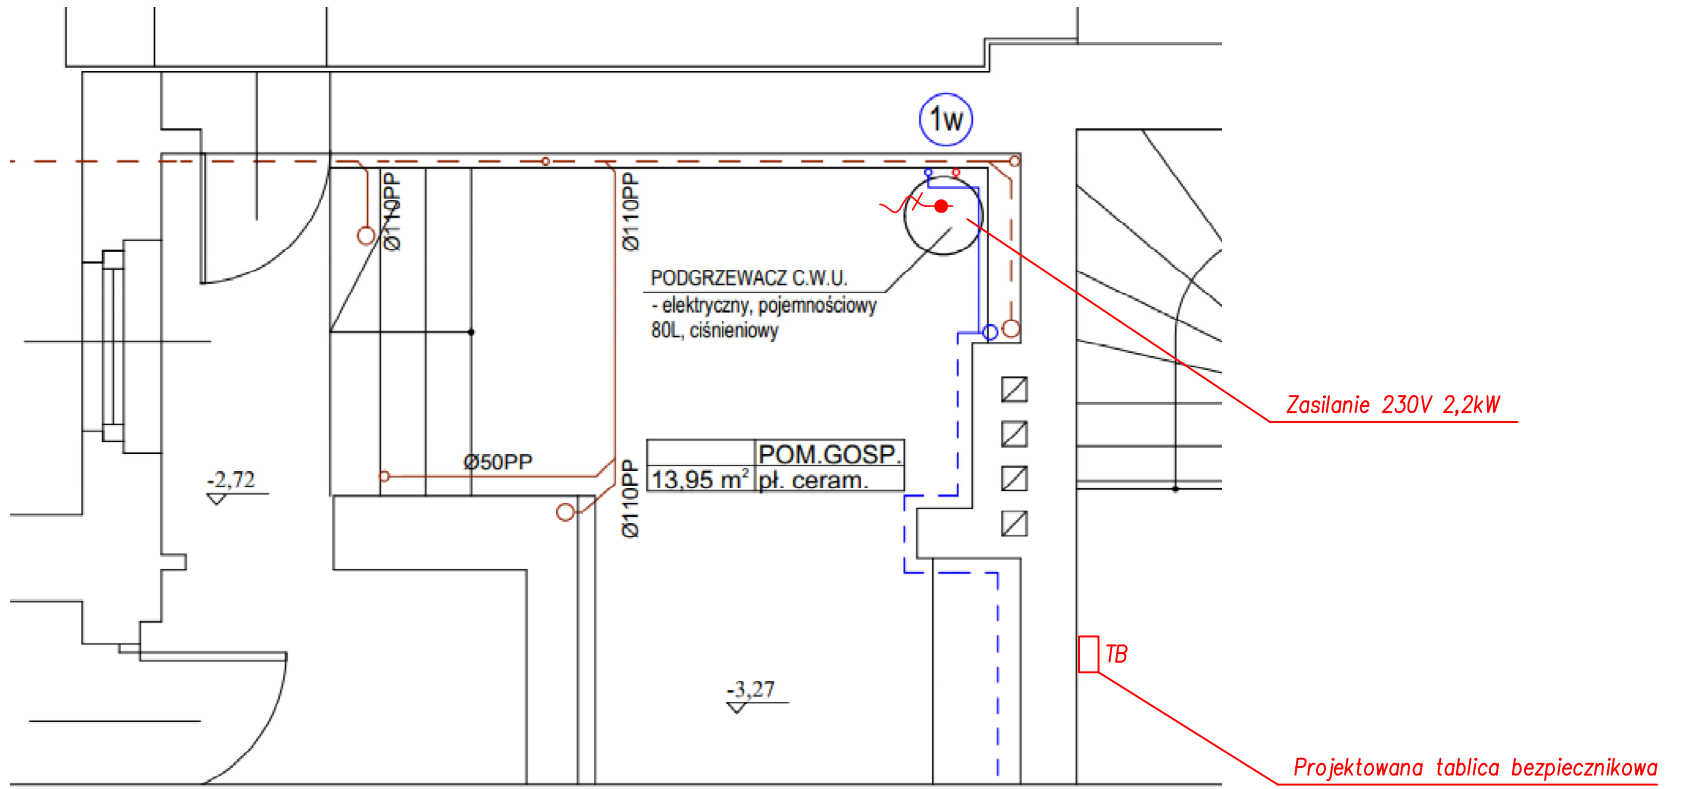 1w
Ø110PP
Ø110PP
PODGRZEWACZ C.W.U.
- elektryczny, pojemnościowy
80L, ciśnieniowy
Zasilanie 230V 2,2kW
POM.GOSP.
13,95 m² pł. ceram.
Ø50PP
-2,72
Ø110PP
TB
-3,27
Projektowana tablica bezpiecznikowa